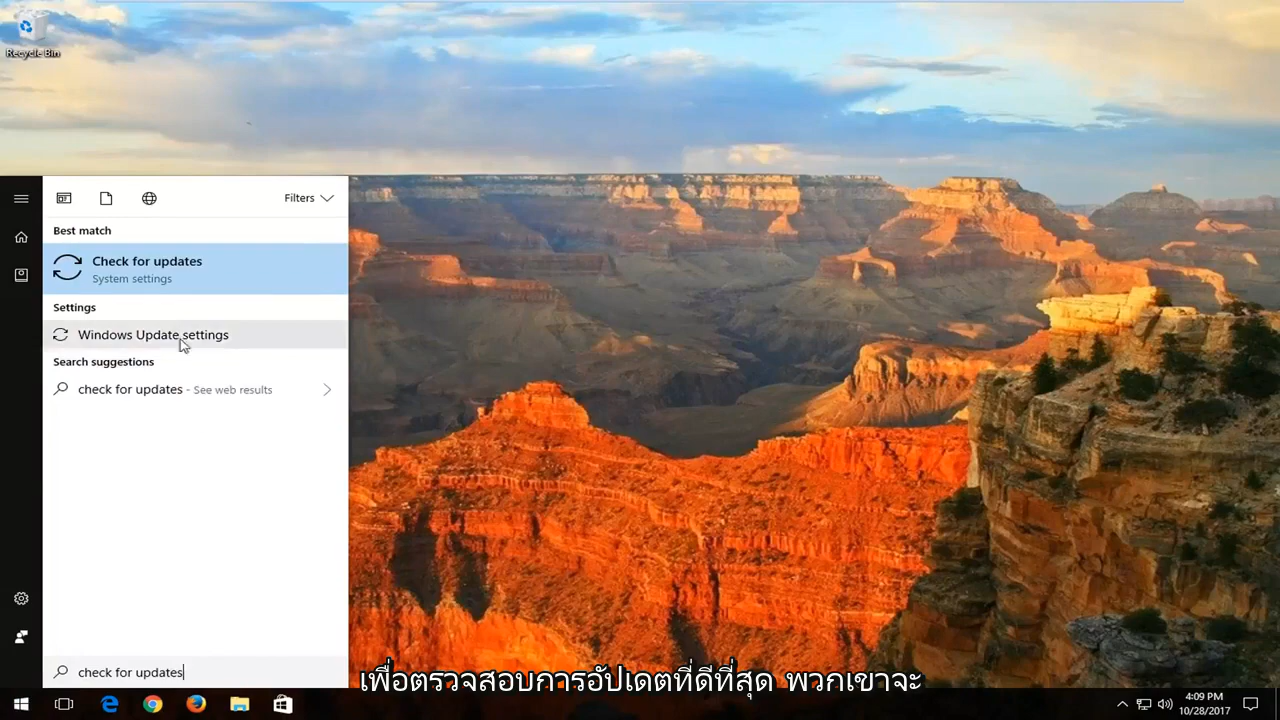 Recycle Bin
Filters
Best match
Check for updates
System settings
Settings
Windows Update settings
Search suggestions
check for updates - See web results
check for updates
เพื่อตรวจสอบการอัปเดตที่ดีที่สุด พวกเขาจะ
4:09 PM
10/28/2017